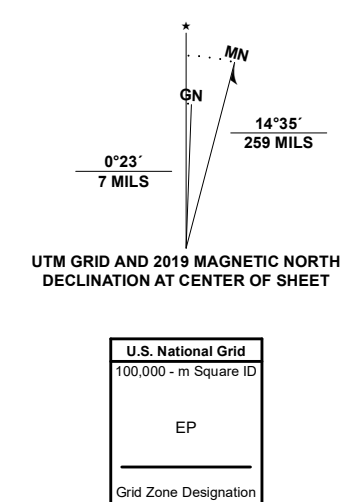 ★
MN
GN
14°35´
259 MILS
0°23´
7 MILS
UTM GRID AND 2019 MAGNETIC NORTH
DECLINATION AT CENTER OF SHEET
U.S. National Grid
100,000 - m Square ID
EP
Grid Zone Designation